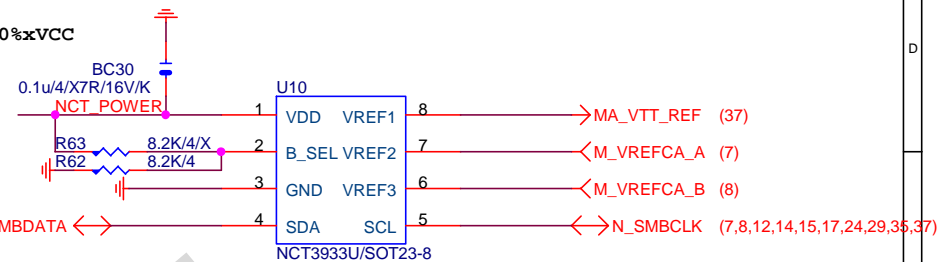 0%xVCC
D
BC30
0.1u/4/X7R/16V/K
U10
NCT_POWER
1 VDD VREF1 8 MA_VTT_REF (37)
R63 8.2K/4/X
2 B_SEL VREF2 7 M_VREFCA_A (7)
R62 8.2K/4
3 GND VREF3 6 M_VREFCA_B (8)
MBDATA 4 SDA SCL 5 N_SMBCLK (7,8,12,14,15,17,24,29,35,37)
NCT3933U/SOT23-8